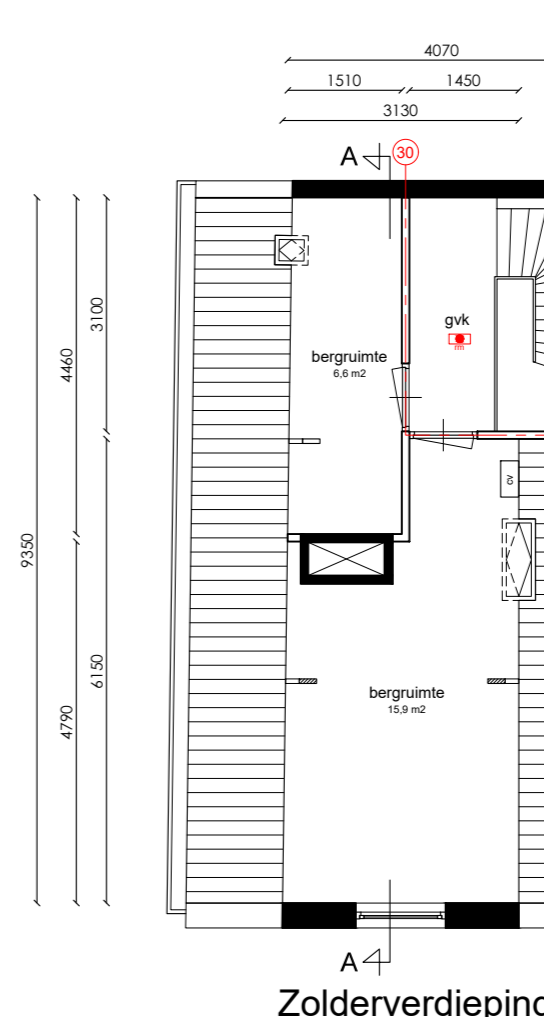 4070
1510 1450
3130
A 30
3100
gvk
rm
4460
bergruimte
6,6 m2
cv
9350
6150
bergruimte
15,9 m2
4790
A
Zolderverdieping